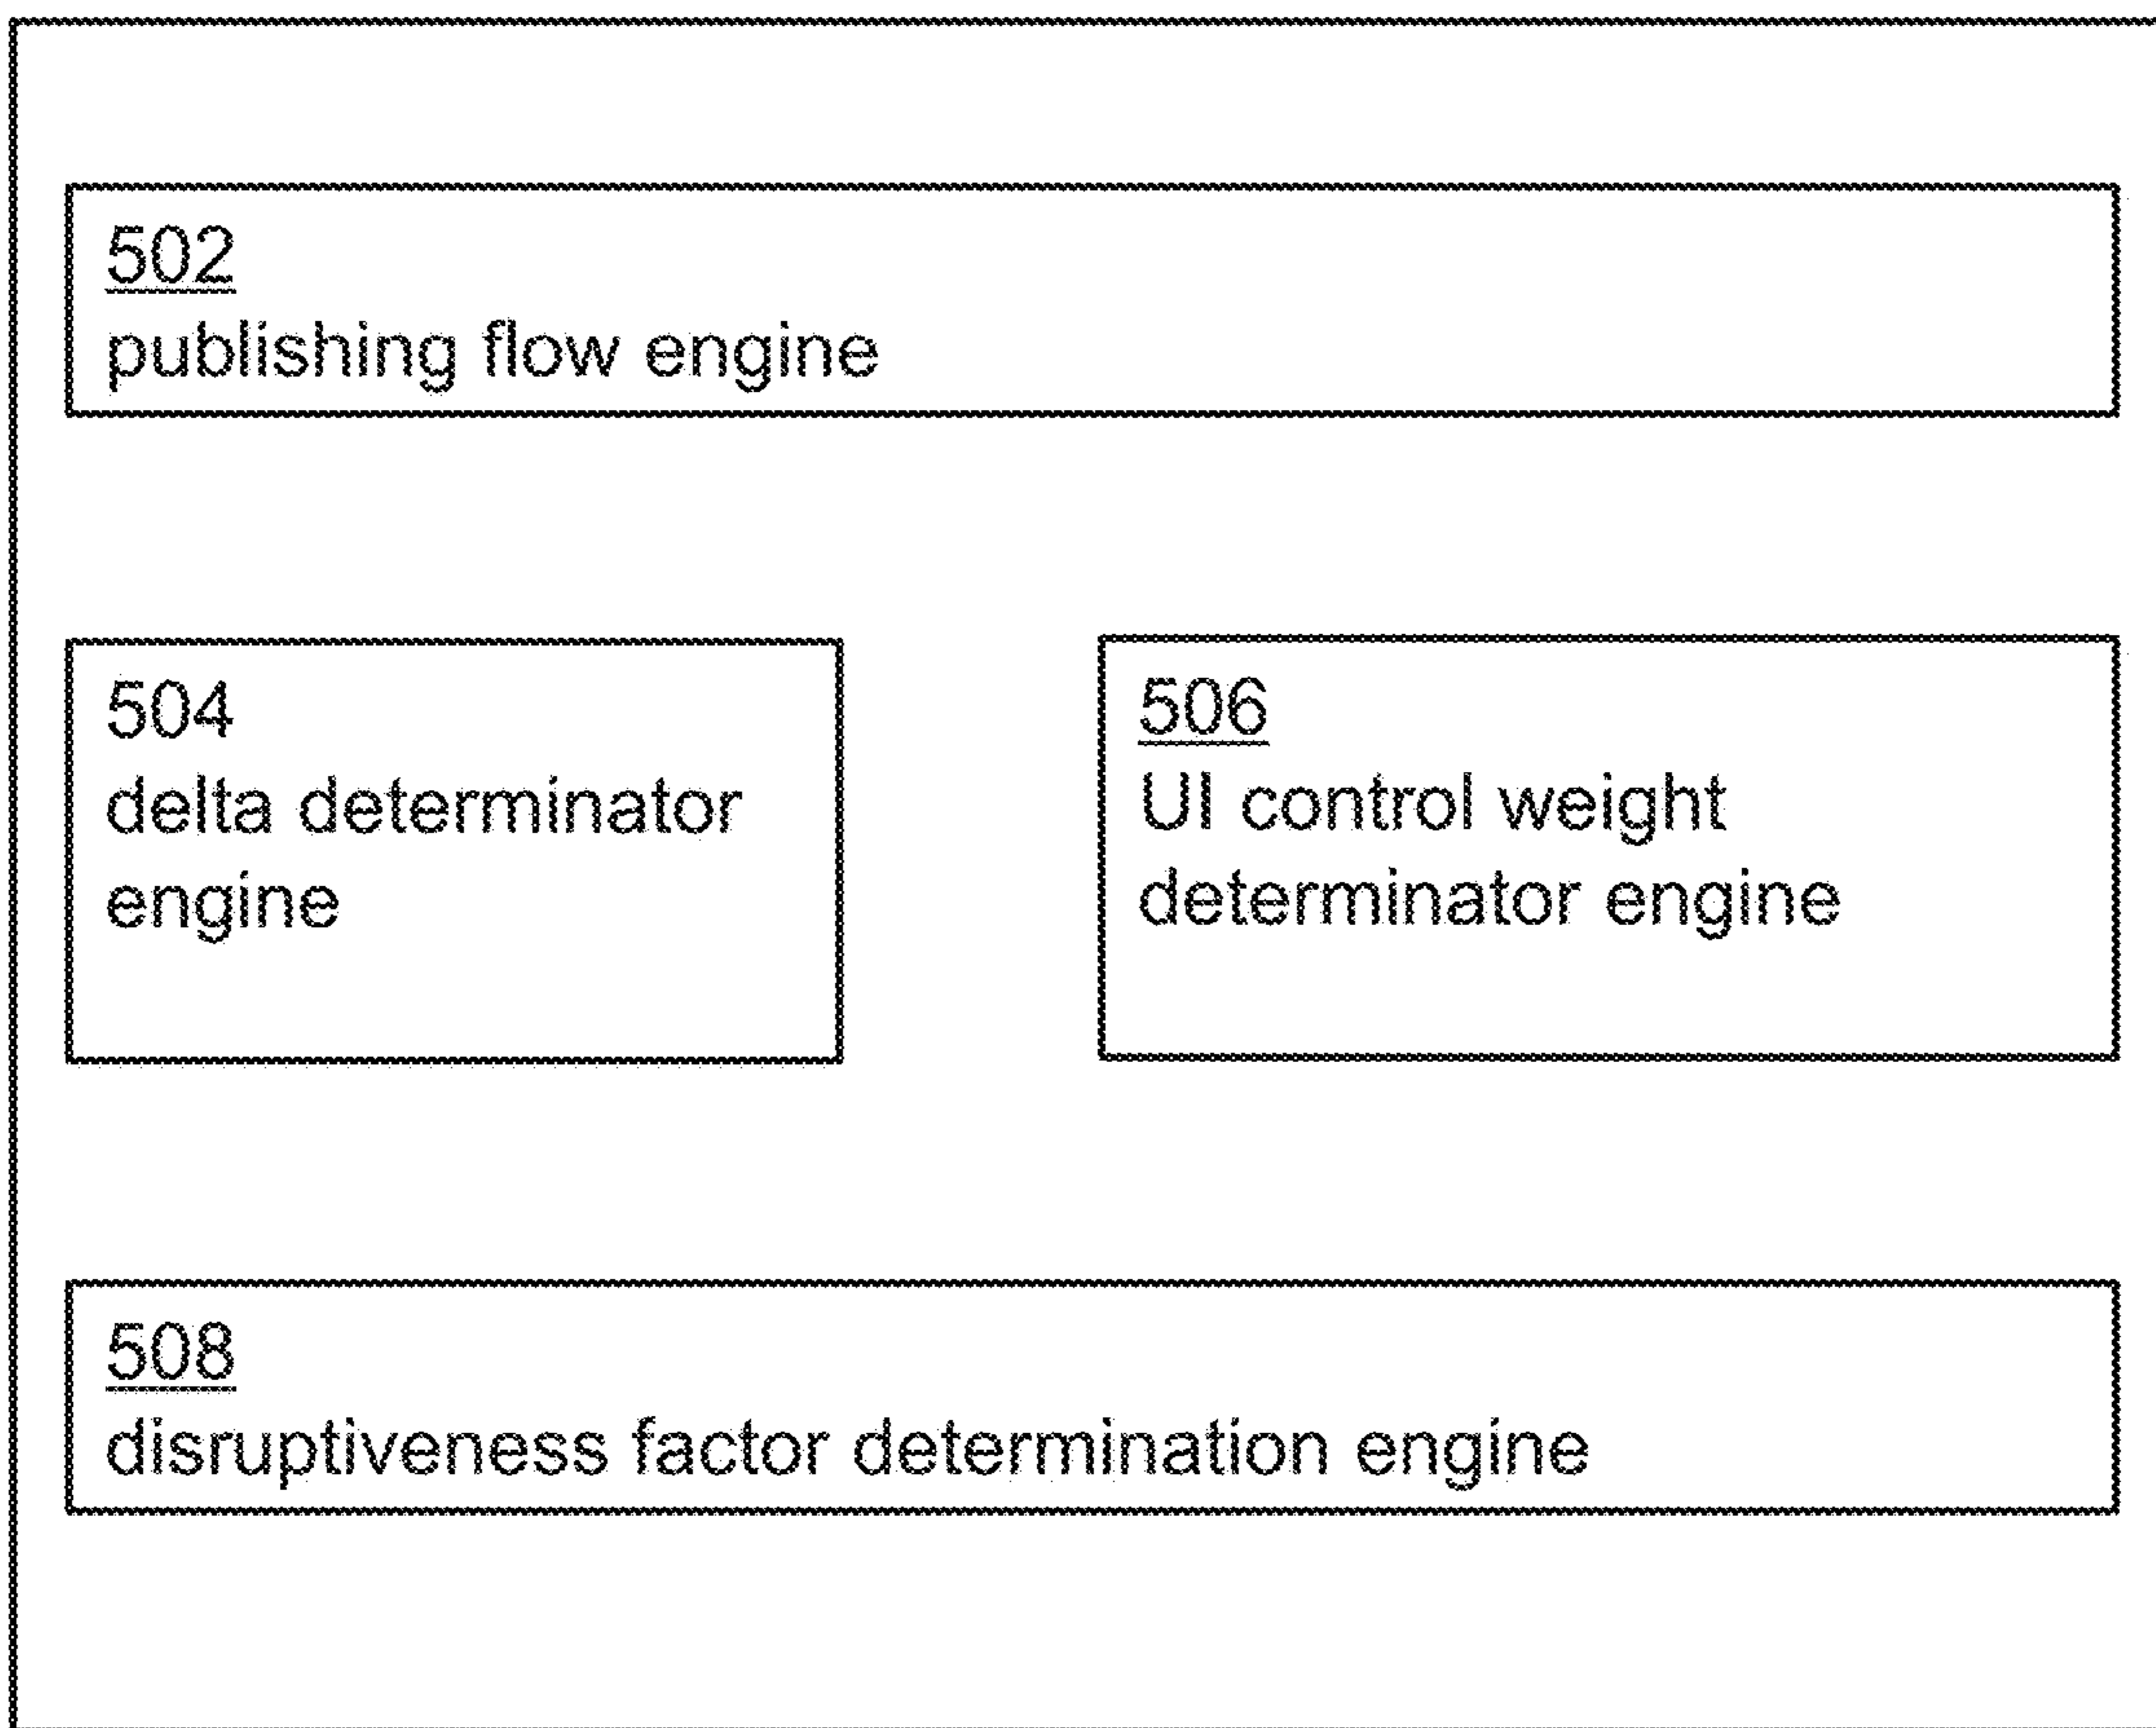 502
publishing flow engine
504
delta determinator
engine
506
UI control weight
determinator engine
508
disruptiveness factor determination engine